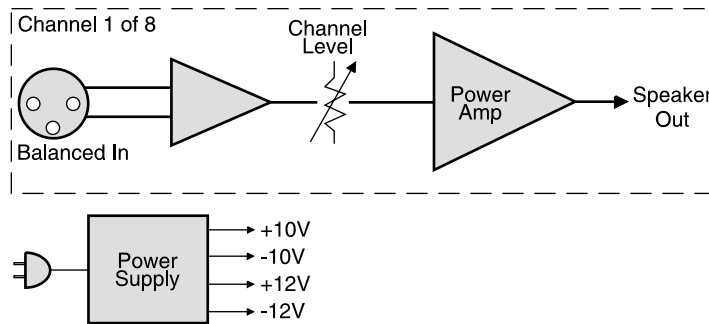 Channel 1 of 8
Channel
Level
Balanced In
Power
Amp
Speaker
Out
Power
Supply
+10V
-10V
+12V
-12V